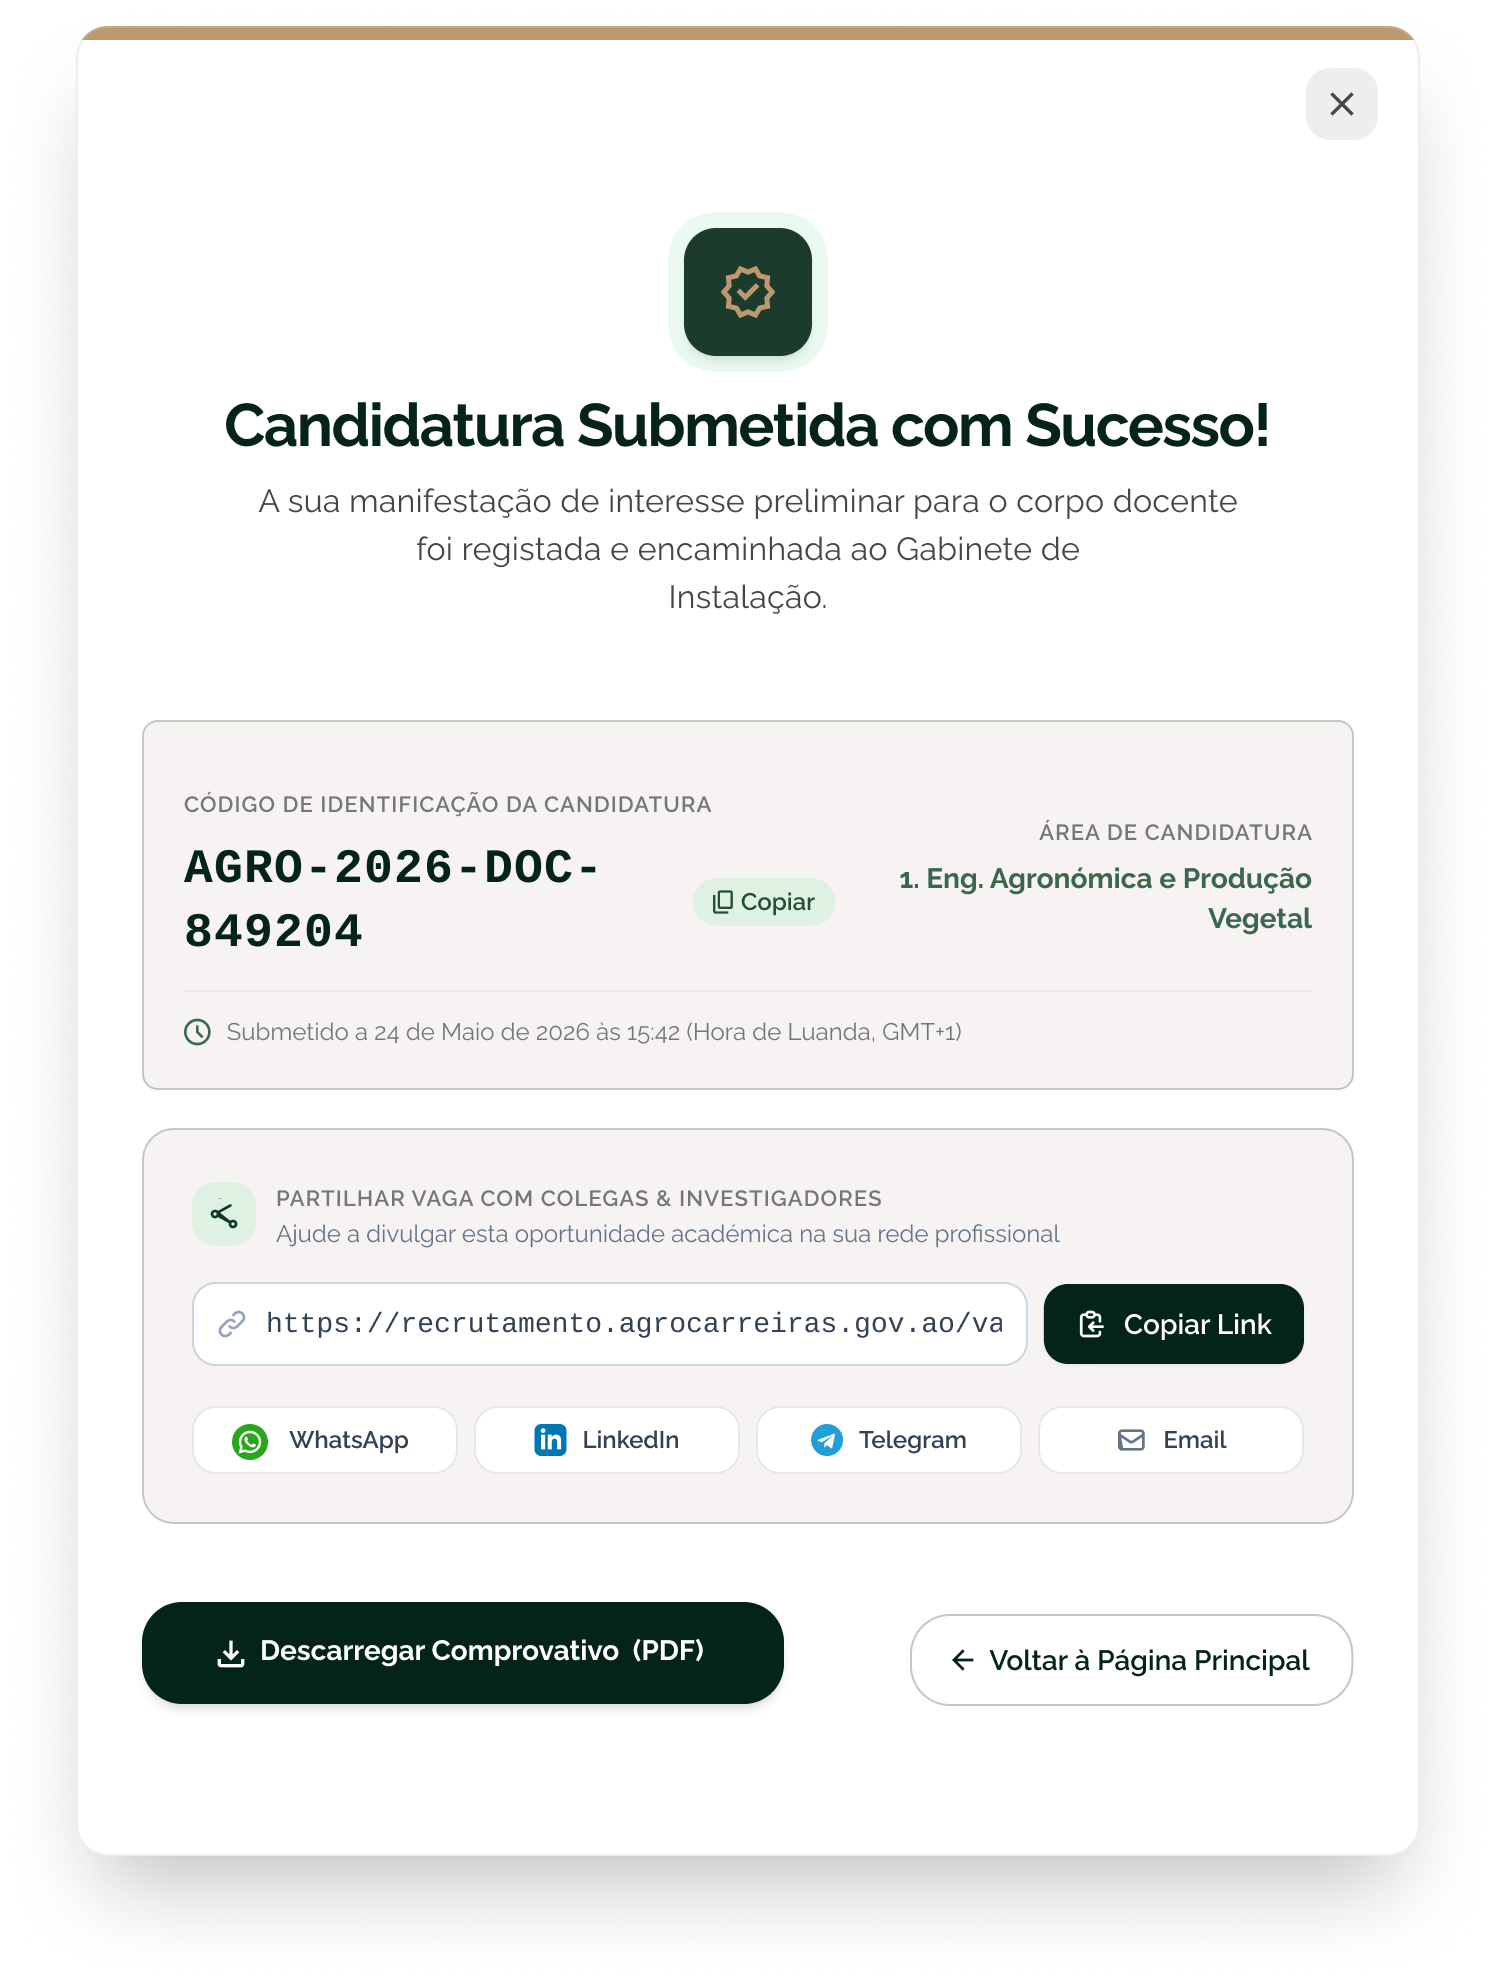 Candidatura Submetida com Sucesso!
A sua manifestação de interesse preliminar para o corpo docente
foi registada e encaminhada ao Gabinete de
Instalação.
CÓDIGO DE IDENTIFICAÇÃO DA CANDIDATURA
AGRO-2026-DOC-
849204
Copiar
ÁREA DE CANDIDATURA
1. Eng. Agronómica e Produção
Vegetal
Submetido a 24 de Maio de 2026 às 15:42 (Hora de Luanda, GMT+1)
PARTILHAR VAGA COM COLEGAS & INVESTIGADORES
Ajude a divulgar esta oportunidade académica na sua rede profissional
https://recrutamento.agrocarreiras.gov.ao/va
Copiar Link
WhatsApp
LinkedIn
Telegram
Email
Descarregar Comprovativo (PDF)
Voltar à Página Principal